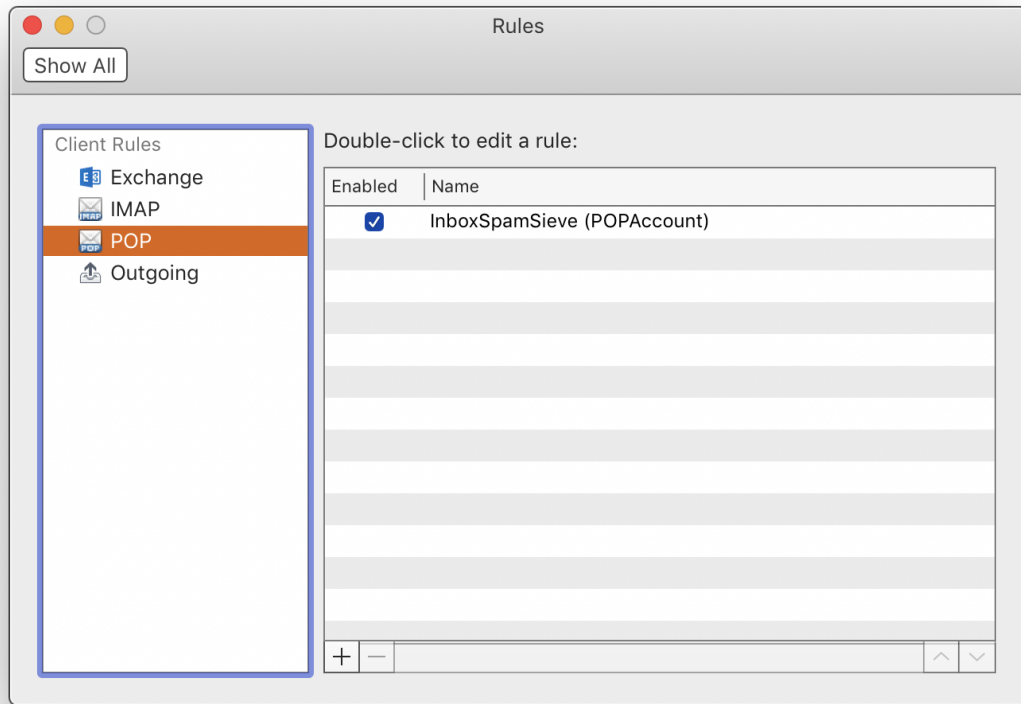 Rules
Show All
Client Rules
Exchange
IMAP
POP
Outgoing
Double-click to edit a rule:
Enabled Name
InboxSpamSieve (POPAccount)